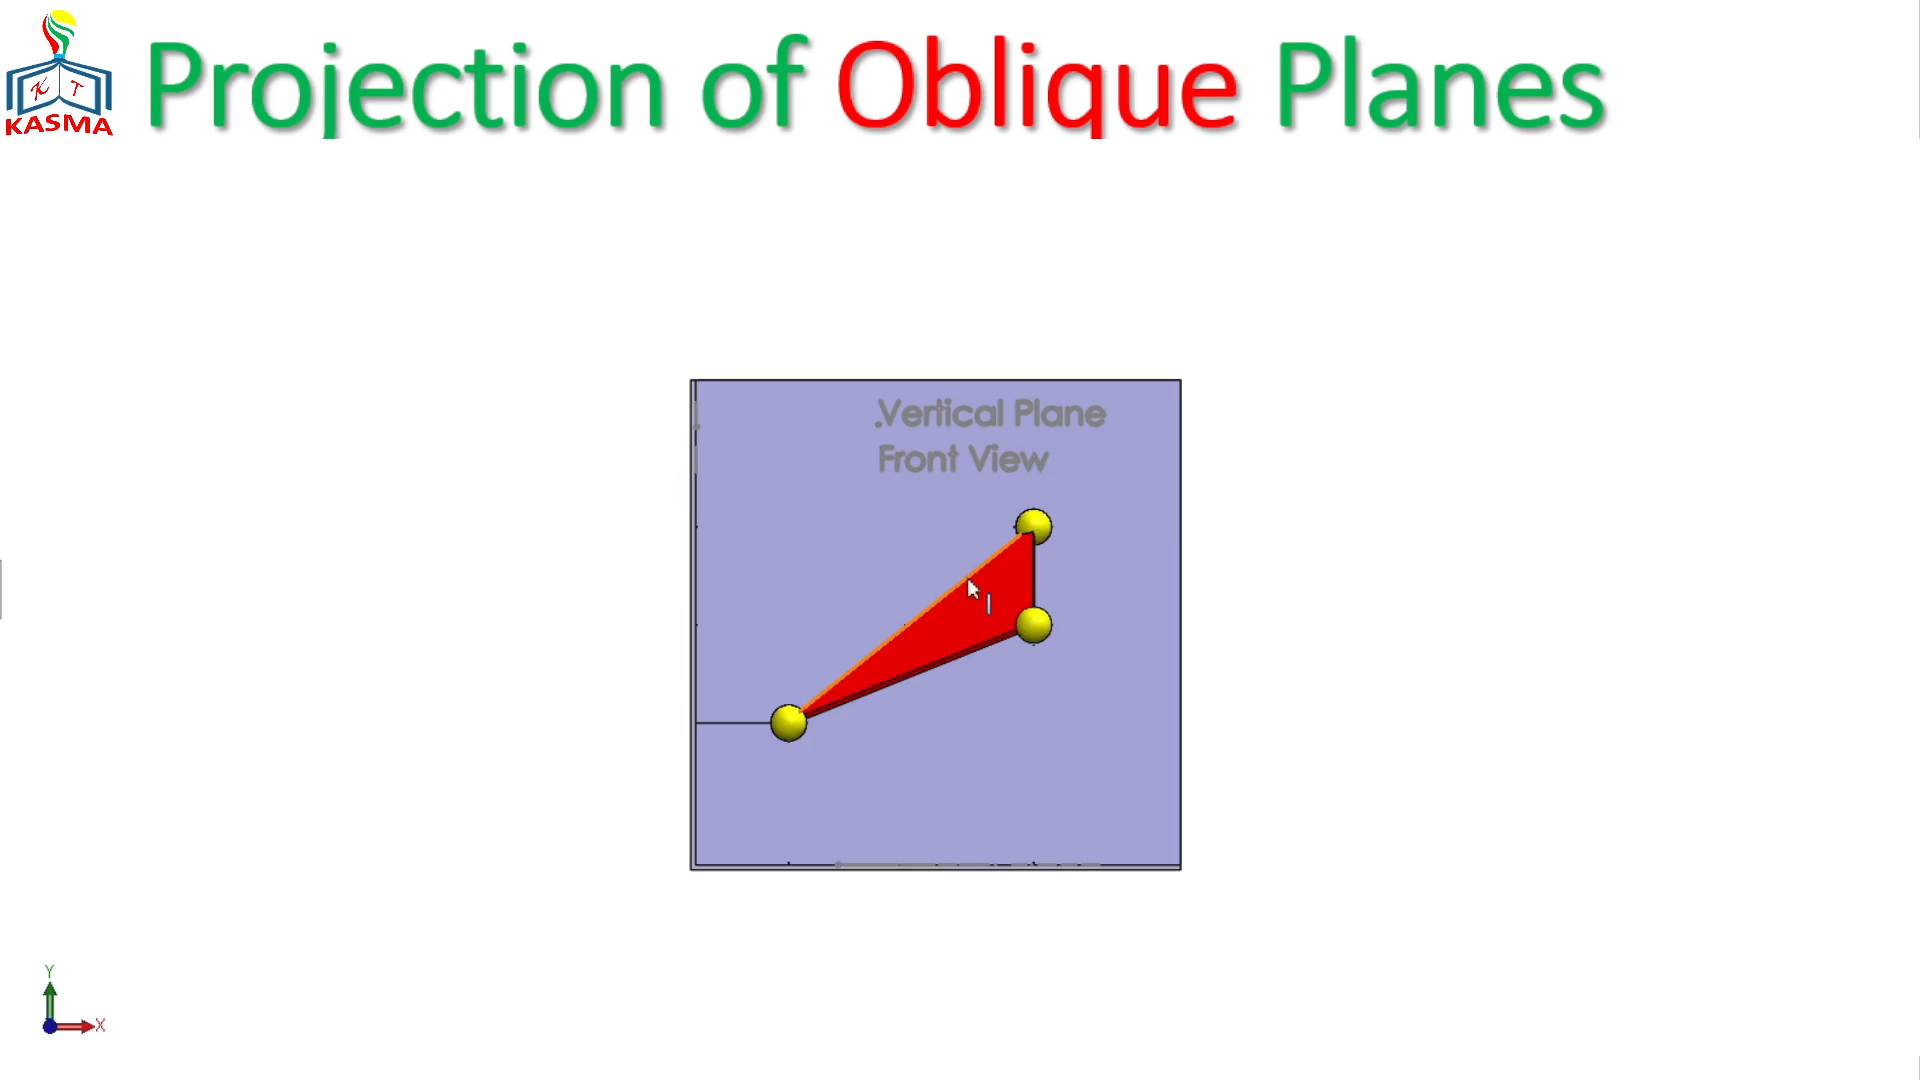 Projection of Oblique Planes
K T
KASMA
.Vertical Plane
Front View
Y
X